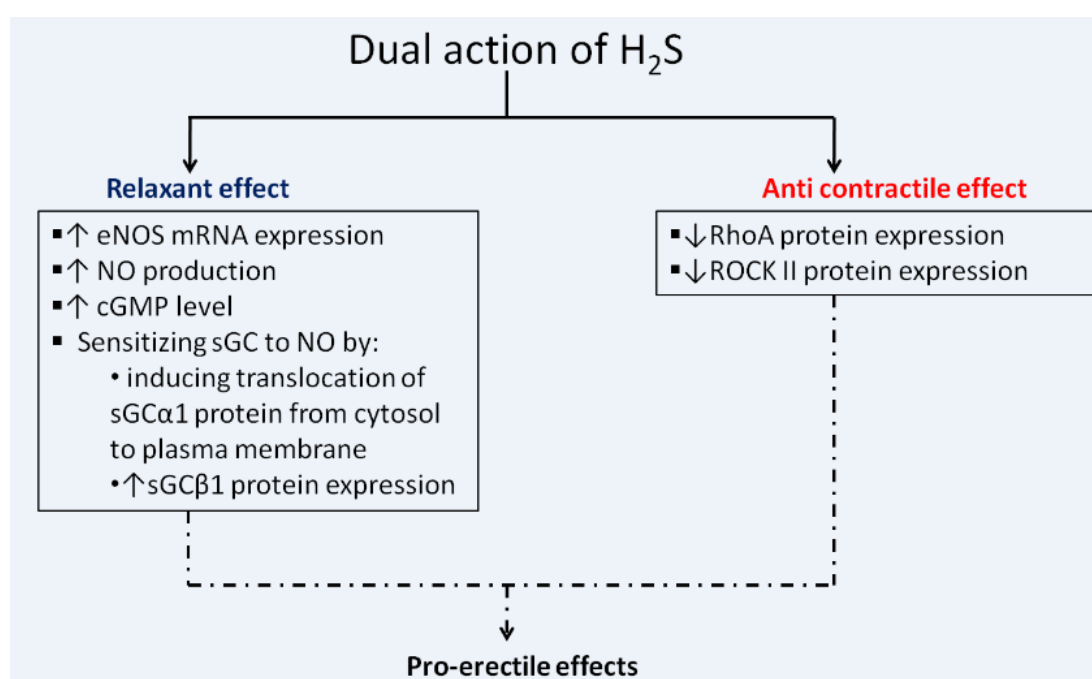 Dual action of H₂S
Relaxant effect
▪↑ eNOS mRNA expression
▪↑ NO production
▪↑ cGMP level
▪ Sensitizing sGC to NO by:
• inducing translocation of
sGCα1 protein from cytosol
to plasma membrane
•↑sGCβ1 protein expression
Anti contractile effect
▪↓RhoA protein expression
▪↓ROCK II protein expression
Pro-erectile effects